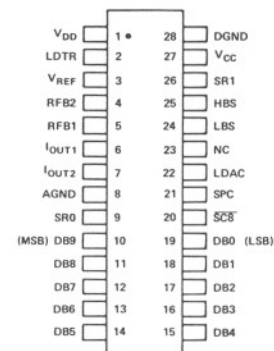 VDD 1 28 DGND
LDTR 2 27 VCC
VREF 3 26 SR1
RFB2 4 25 HBS
RFB1 5 24 LBS
IOUT1 6 23 NC
IOUT2 7 22 LDAC
AGND 8 21 SPC
SR0 9 20 SC8
(MSB) DB9 10 19 DB0 (LSB)
DB8 11 18 DB1
DB7 12 17 DB2
DB6 13 16 DB3
DB5 14 15 DB4